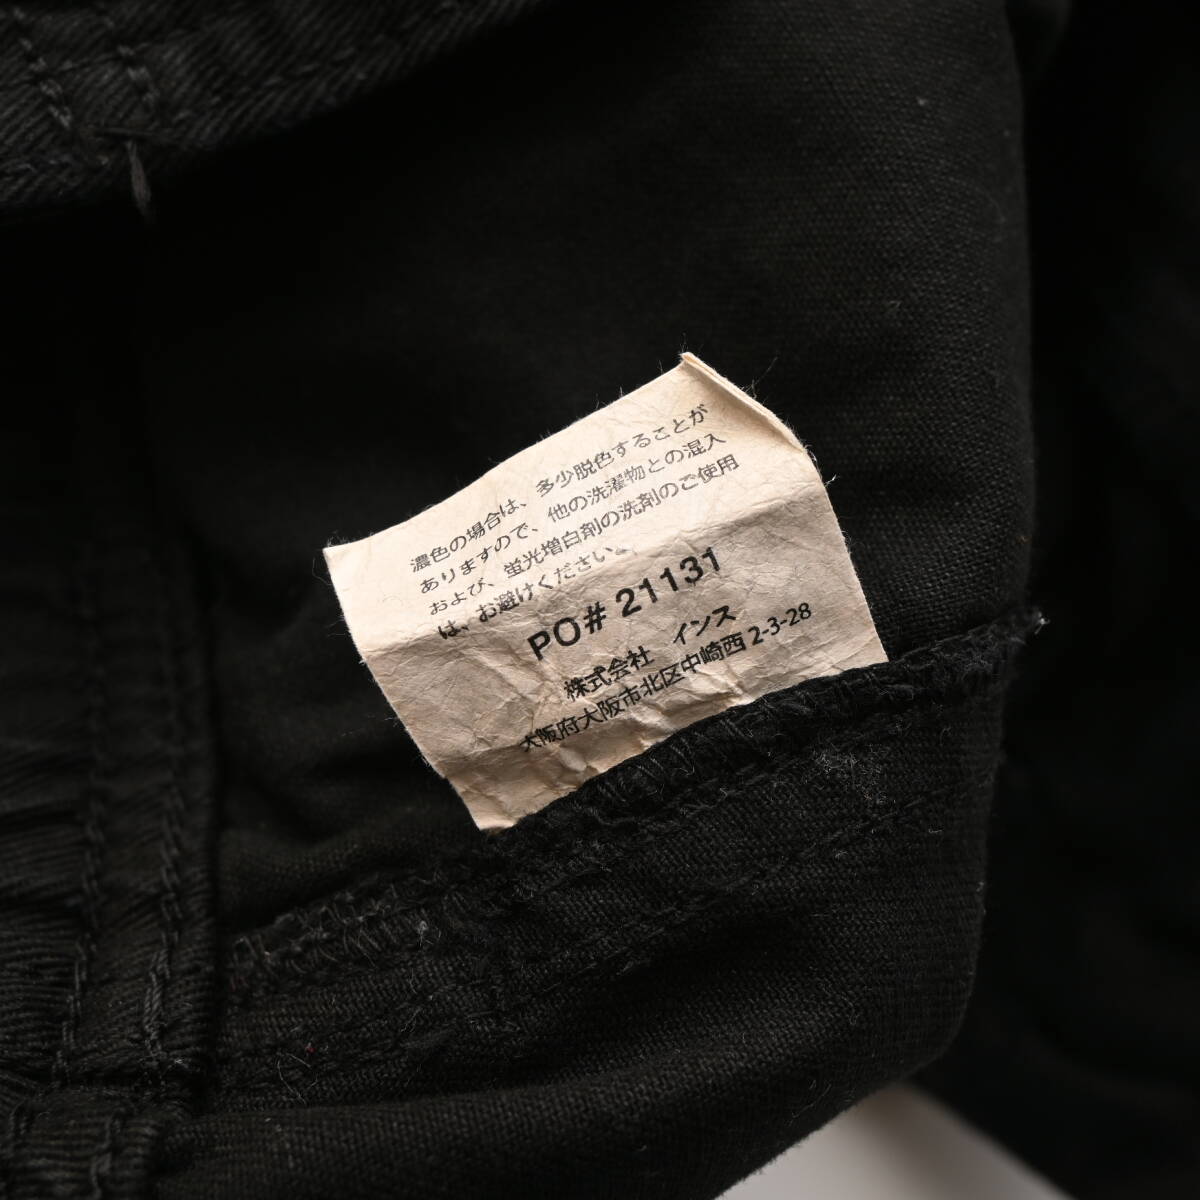 濃色の場合は、多少脱色することが
ありますので、他の洗濯物との混入
および、蛍光増白剤の洗剤のご使用
は、お避けください。
PO# 21131
株式会社 インス
大阪府大阪市北区中崎西 2-3-28